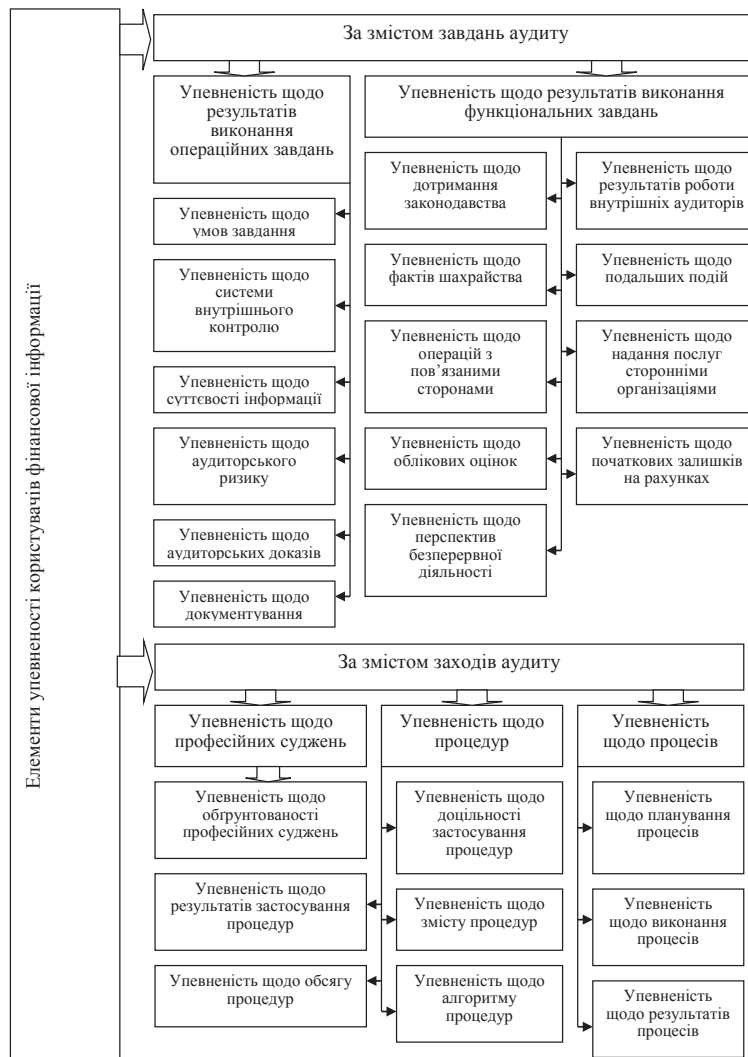 Елементи упевненості користувачів фінансової інформації
За змістом завдань аудиту
Упевненість щодо
результатів
виконання
операційних завдань
Упевненість щодо
умов завдання
Упевненість щодо
системи
внутрішнього
контролю
Упевненість щодо
суттєвості інформації
Упевненість щодо
аудиторського
ризику
Упевненість щодо
аудиторських доказів
Упевненість щодо
документування
Упевненість щодо результатів виконання
функціональних завдань
Упевненість щодо
дотримання
законодавства
Упевненість щодо
результатів роботи
внутрішніх аудиторів
Упевненість щодо
фактів шахрайства
Упевненість щодо
подальших подій
Упевненість щодо
операцій з
пов’язаними
сторонами
Упевненість щодо
надання послуг
сторонніми
організаціями
Упевненість щодо
облікових оцінок
Упевненість щодо
початкових залишків
на рахунках
Упевненість щодо
перспектив
безперервної
діяльності
За змістом заходів аудиту
Упевненість щодо
професійних суджень
Упевненість щодо
процедур
Упевненість
щодо процесів
Упевненість щодо
обґрунтованості
професійних суджень
Упевненість щодо
доцільності
застосування
процедур
Упевненість
щодо планування
процесів
Упевненість щодо
результатів застосування
процедур
Упевненість щодо
змісту процедур
Упевненість
щодо виконання
процесів
Упевненість щодо обсягу
процедур
Упевненість щодо
алгоритму
процедур
Упевненість
щодо результатів
процесів